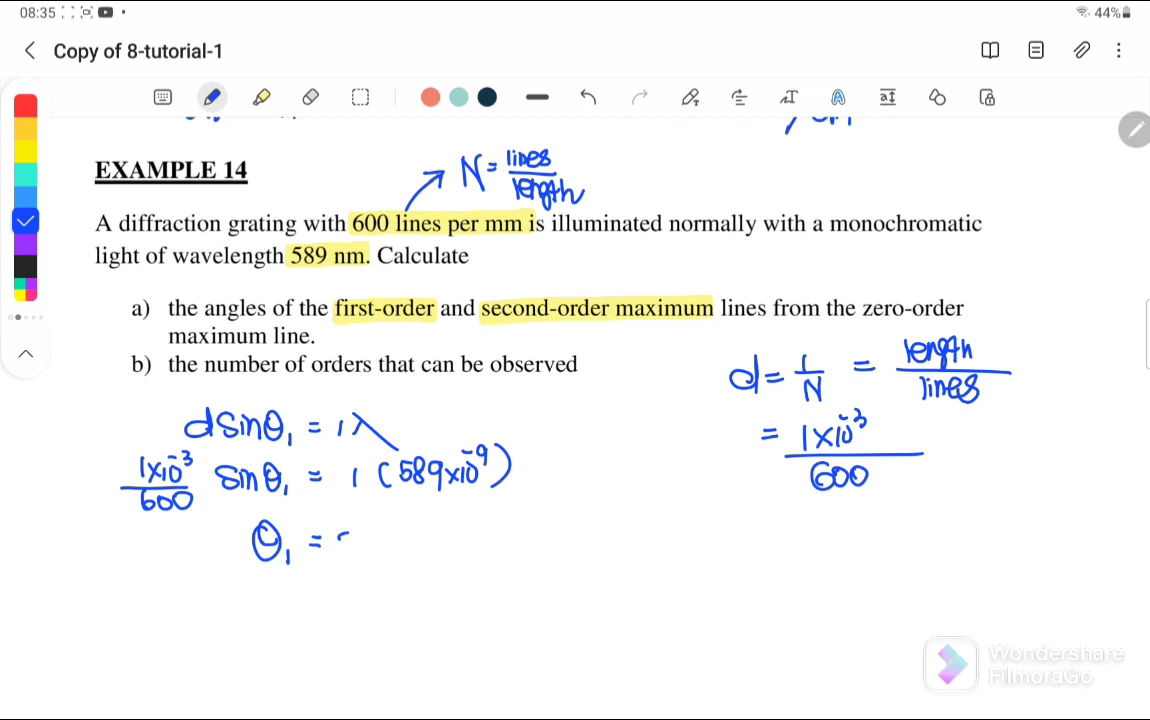 08:35 44%
Copy of 8-tutorial-1
EXAMPLE 14
N = lines / length
A diffraction grating with 600 lines per mm is illuminated normally with a monochromatic
light of wavelength 589 nm. Calculate
a) the angles of the first-order and second-order maximum lines from the zero-order
maximum line.
b) the number of orders that can be observed
d = 1/N = length / lines
= 1×10⁻³ / 600
d sinθ₁ = 1λ
1×10⁻³ / 600 sinθ₁ = 1 (589×10⁻⁹)
θ₁ =
Wondershare
FilmoraGo